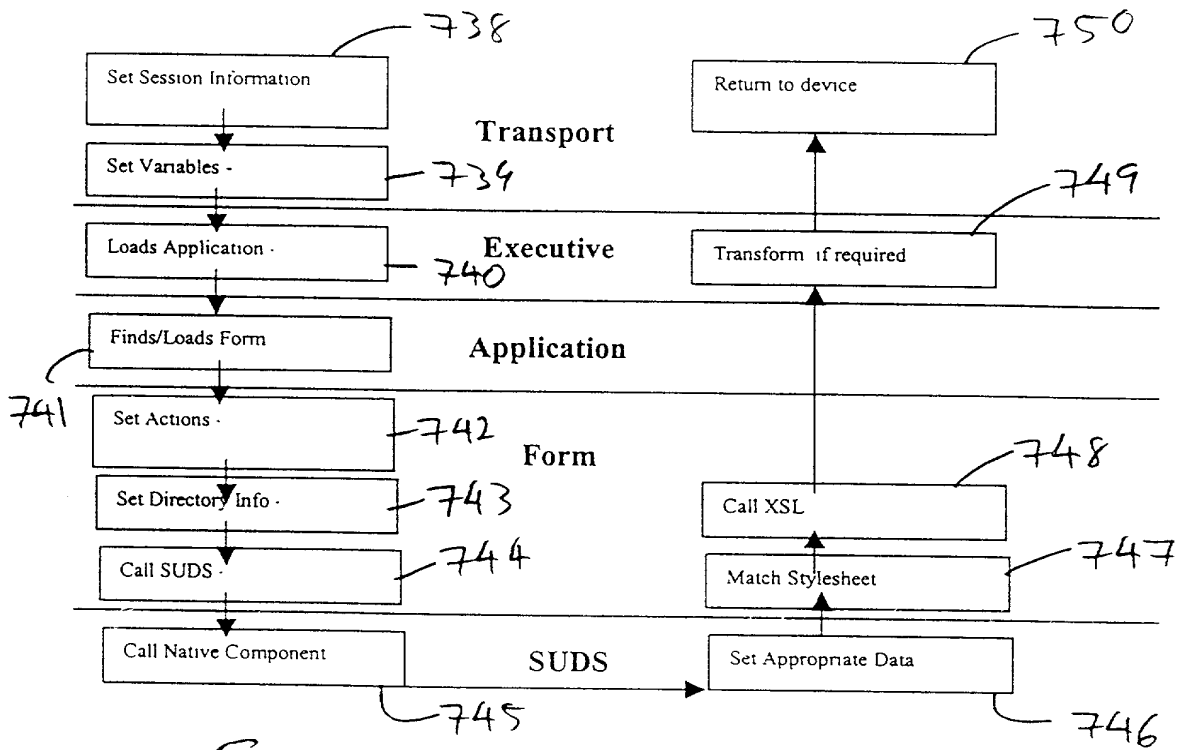 738
750
Set Session Information
Return to device
Transport
Set Variables -
739
749
Loads Application -
Executive
Transform if required
740
Finds/Loads Form
Application
741
Set Actions -
742
Form
748
Set Directory Info -
743
Call XSL
Call SUDS -
744
Match Stylesheet
747
Call Native Component
SUDS
Set Appropriate Data
745
746